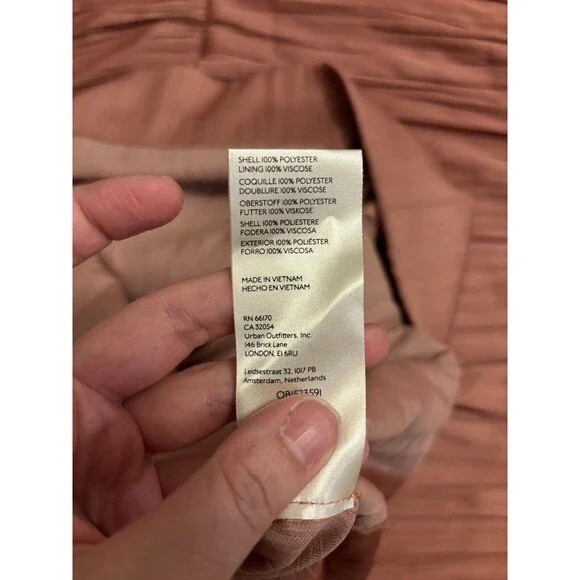 SHELL 100% POLYESTER
LINING 100% VISCOSE
COQUILLE 100% POLYESTER
DOUBLURE 100% VISCOSE
OBERSTOFF 100% POLYESTER
FUTTER 100% VISKOSE
SHELL 100% POLIESTERE
FODERA 100% VISCOSA
EXTERIOR 100% POLIÉSTER
FORRO 100% VISCOSA
MADE IN VIETNAM
HECHO EN VIETNAM
RN 66170
CA 32054
Urban Outfitters, Inc.
146 Brick Lane
LONDON, E1 6RU
Leidsestraat 32, 1017 PB
Amsterdam, Netherlands